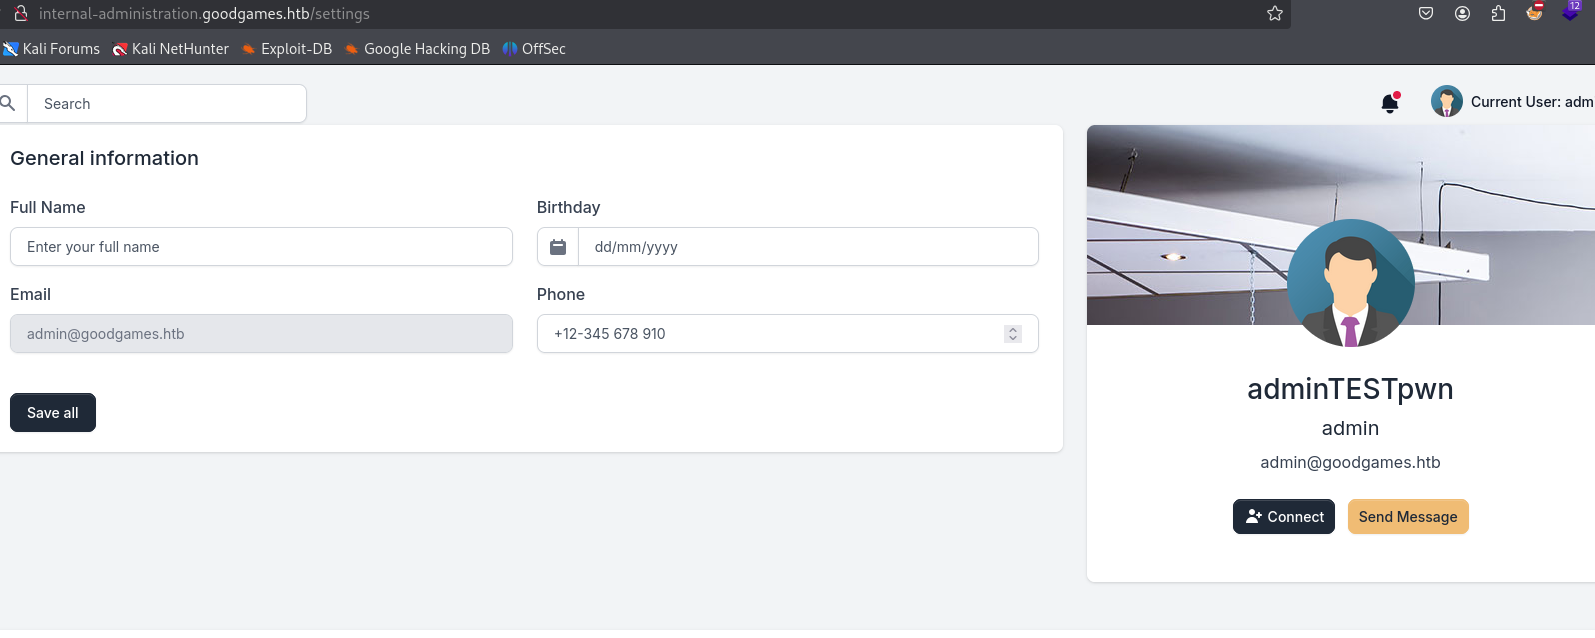 internal-administration.goodgames.htb/settings
12
Kali Forums Kali NetHunter Exploit-DB Google Hacking DB OffSec
Search
Current User: adm
General information
Full Name
Birthday
Enter your full name
dd/mm/yyyy
Email
Phone
admin@goodgames.htb
+12-345 678 910
Save all
adminTESTpwn
admin
admin@goodgames.htb
Connect
Send Message